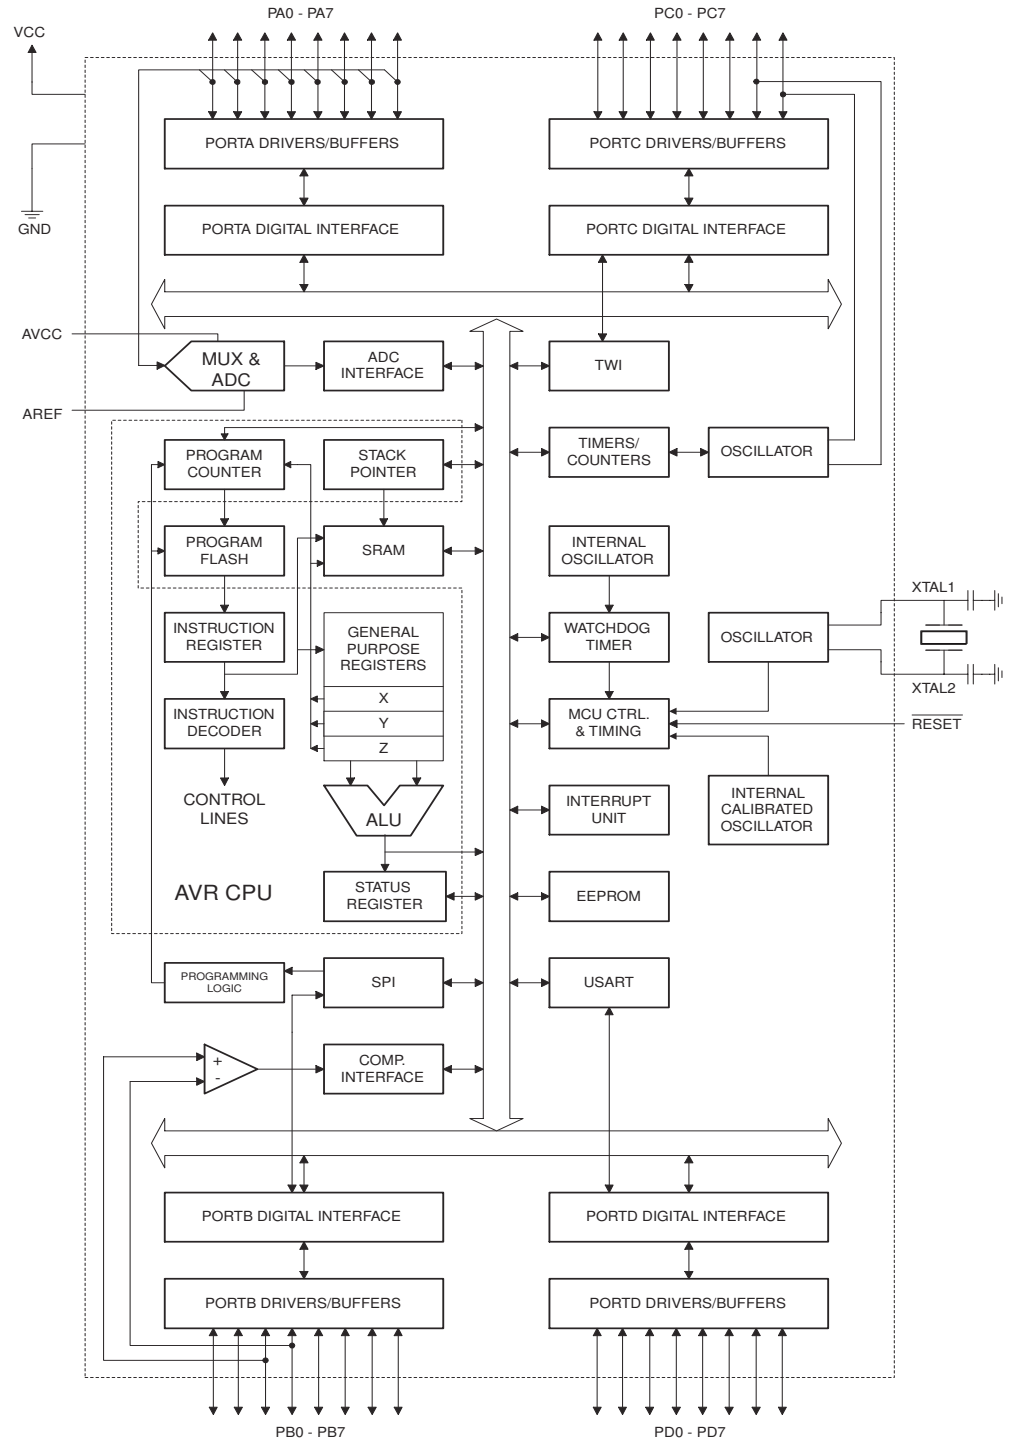 PA0 - PA7
PC0 - PC7
VCC
PORTA DRIVERS/BUFFERS
PORTC DRIVERS/BUFFERS
GND
PORTA DIGITAL INTERFACE
PORTC DIGITAL INTERFACE
AVCC
MUX &
ADC
ADC
INTERFACE
TWI
AREF
PROGRAM
COUNTER
STACK
POINTER
TIMERS/
COUNTERS
OSCILLATOR
PROGRAM
FLASH
SRAM
INTERNAL
OSCILLATOR
XTAL1
INSTRUCTION
REGISTER
GENERAL
PURPOSE
REGISTERS
WATCHDOG
TIMER
OSCILLATOR
XTAL2
X
Y
Z
INSTRUCTION
DECODER
MCU CTRL.
& TIMING
RESET
CONTROL
LINES
ALU
INTERRUPT
UNIT
INTERNAL
CALIBRATED
OSCILLATOR
AVR CPU
STATUS
REGISTER
EEPROM
PROGRAMMING
LOGIC
SPI
USART
+
-
COMP.
INTERFACE
PORTB DIGITAL INTERFACE
PORTD DIGITAL INTERFACE
PORTB DRIVERS/BUFFERS
PORTD DRIVERS/BUFFERS
PB0 - PB7
PD0 - PD7